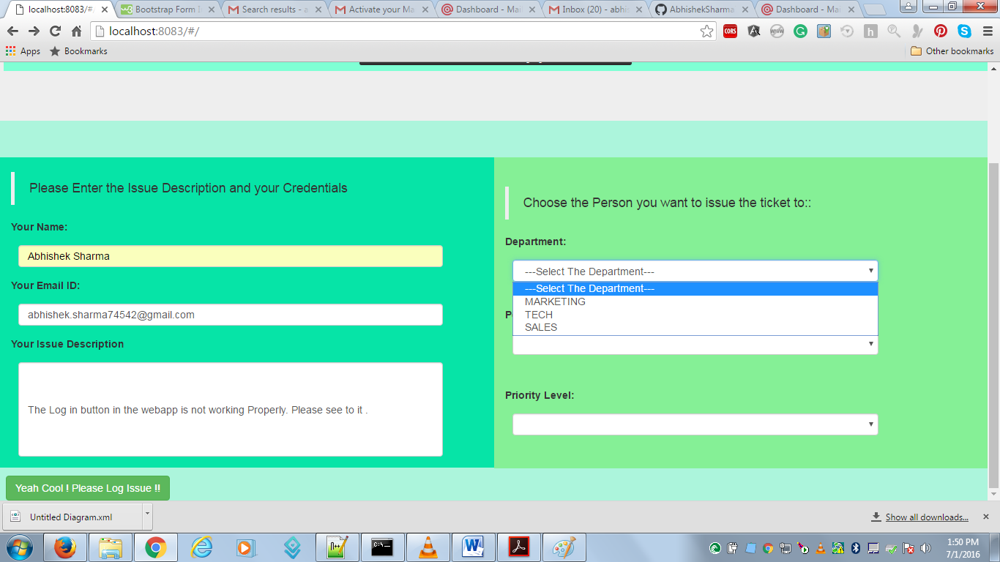 localhost:8083/#/
Bootstrap Form I
Search results - a
Activate your Ma
Dashboard - Mai
Inbox (20) - abhi
AbhishekSharma
Dashboard - Mai
localhost:8083/#/
CORS
Apps
Bookmarks
Other bookmarks
Please Enter the Issue Description and your Credentials
Your Name:
Abhishek Sharma
Your Email ID:
abhishek.sharma74542@gmail.com
Your Issue Description
The Log in button in the webapp is not working Properly. Please see to it .
Choose the Person you want to issue the ticket to::
Department:
---Select The Department---
---Select The Department---
MARKETING
TECH
SALES
Priority Level:
Yeah Cool ! Please Log Issue !!
Untitled Diagram.xml
Show all downloads...
1:50 PM
7/1/2016